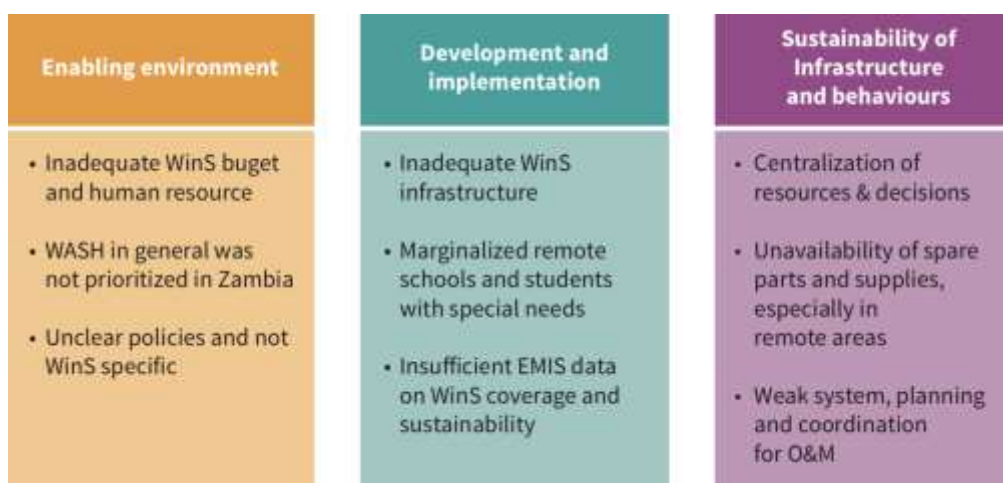 Enabling environment
• Inadequate WinS buget
and human resource
• WASH in general was
not prioritized in Zambia
• Unclear policies and not
WinS specific
Development and
implementation
• Inadequate WinS
infrastructure
• Marginalized remote
schools and students
with special needs
• Insufficient EMIS data
on WinS coverage and
sustainability
Sustainability of
Infrastructure
and behaviours
• Centralization of
resources & decisions
• Unavailability of spare
parts and supplies,
especially in
remote areas
• Weak system, planning
and coordination
for O&M